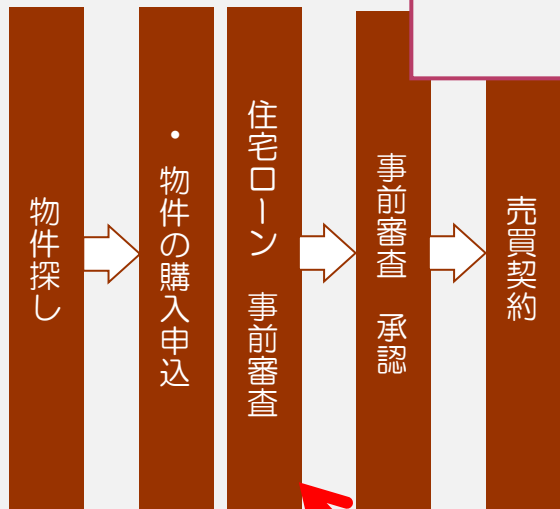 物件探し
・ 物件の購入申込
住宅ローン 事前審査
事前審査 承認
売買契約